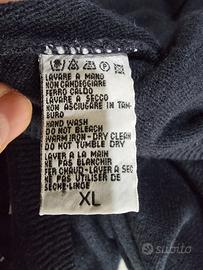 LAVARE A MANO
NON CANDEGGIARE
FERRO CALDO
LAVARE A SECCO
NON ASCIUGARE IN TAM-
BURO
HAND WASH
DO NOT BLEACH
WARM IRON - DRY CLEAN
DO NOT TUMBLE DRY
LAVER A LA MAIN
PAS BLANCHIR
FER CHAUD - LAVER A SEC
NE PAS UTILISER DE
SECHE-LINGE
XL
subito